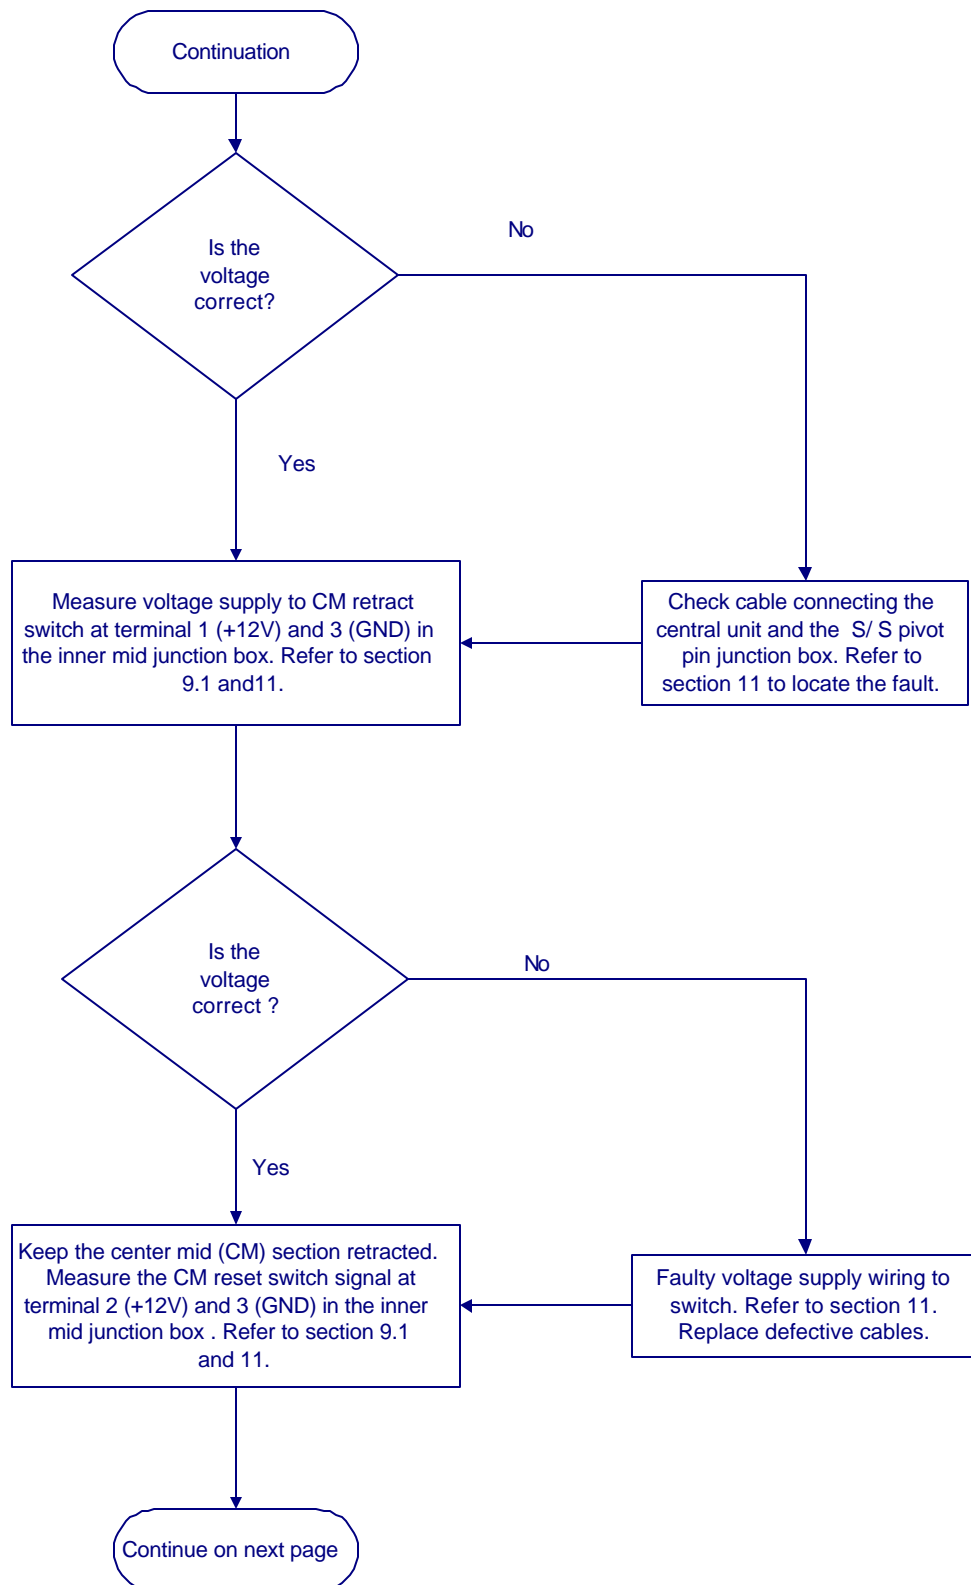 Continuation
Is the
voltage
correct?
No
Yes
Measure voltage supply to CM retract
switch at terminal 1 (+12V) and 3 (GND) in
the inner mid junction box. Refer to section
9.1 and11.
Check cable connecting the
central unit and the S/ S pivot
pin junction box. Refer to
section 11 to locate the fault.
Is the
voltage
correct ?
No
Yes
Keep the center mid (CM) section retracted.
Measure the CM reset switch signal at
terminal 2 (+12V) and 3 (GND) in the inner
mid junction box . Refer to section 9.1
and 11.
Faulty voltage supply wiring to
switch. Refer to section 11.
Replace defective cables.
Continue on next page